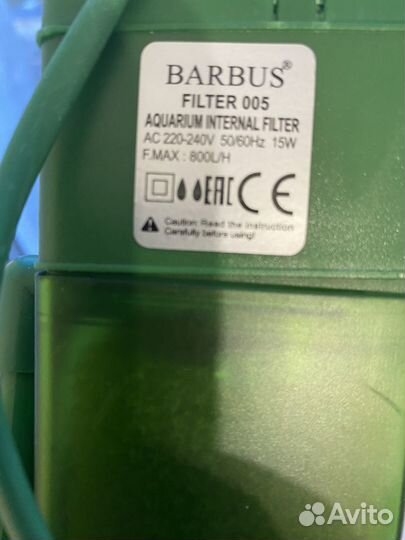 BARBUS®
FILTER 005
AQUARIUM INTERNAL FILTER
AC 220-240V 50/60Hz 15W
F.MAX : 800L/H
EAC CE
Caution: Read the instruction
Carefully before using!
Avito